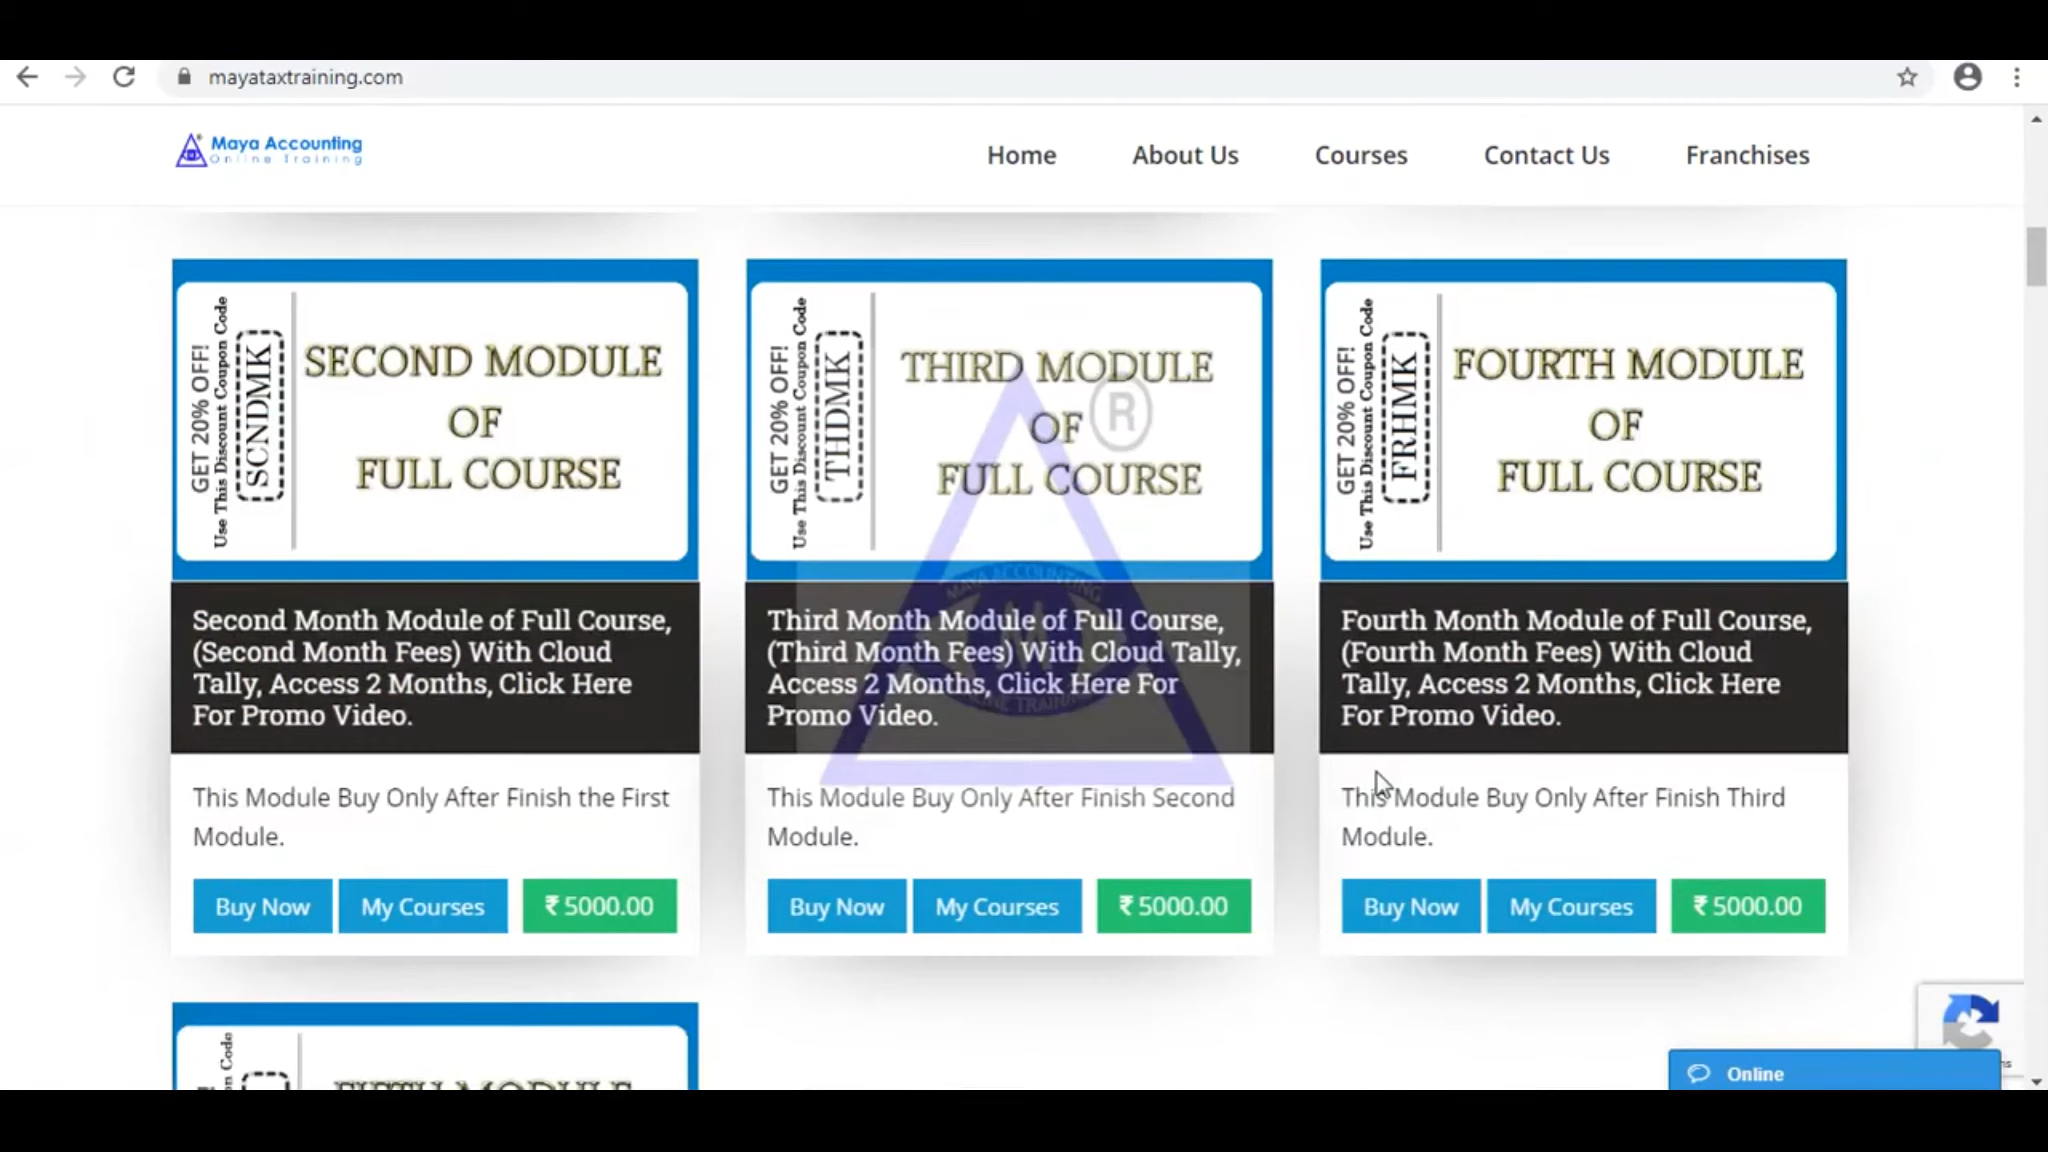 mayataxtraining.com
Maya Accounting
Online Training
Home
About Us
Courses
Contact Us
Franchises
GET 20% OFF!
Use This Discount Coupon Code
SCNDMK
SECOND MODULE
OF
FULL COURSE
Second Month Module of Full Course,
(Second Month Fees) With Cloud
Tally, Access 2 Months, Click Here
For Promo Video.
This Module Buy Only After Finish the First
Module.
Buy Now
My Courses
₹ 5000.00
GET 20% OFF!
Use This Discount Coupon Code
THDMK
THIRD MODULE
OF
FULL COURSE
®
MAYA ACCOUNTING
Third Month Module of Full Course,
(Third Month Fees) With Cloud Tally,
Access 2 Months, Click Here For
Promo Video.
This Module Buy Only After Finish Second
Module.
Buy Now
My Courses
₹ 5000.00
GET 20% OFF!
Use This Discount Coupon Code
FRHMK
FOURTH MODULE
OF
FULL COURSE
Fourth Month Module of Full Course,
(Fourth Month Fees) With Cloud
Tally, Access 2 Months, Click Here
For Promo Video.
This Module Buy Only After Finish Third
Module.
Buy Now
My Courses
₹ 5000.00
FIFTH MODULE
Online